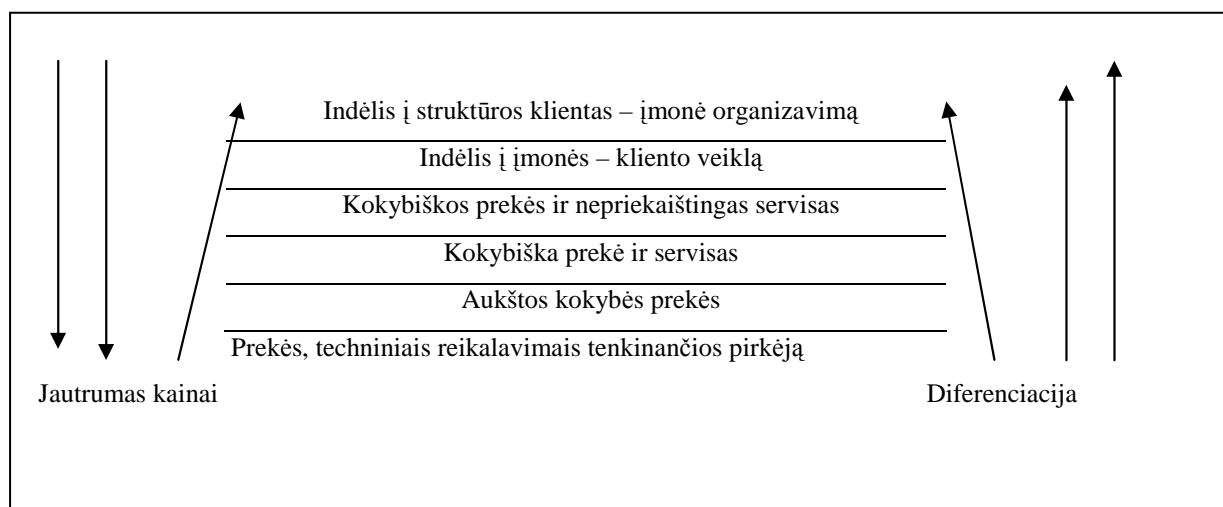 Indėlis į struktūros klientas – įmonė organizavimą
Indėlis į įmonės – kliento veiklą
Kokybiškos prekės ir nepriekaištingas servisas
Kokybiška prekė ir servisas
Aukštos kokybės prekės
Prekės, techniniais reikalavimais tenkinančios pirkėją
Jautrumas kainai
Diferenciacija